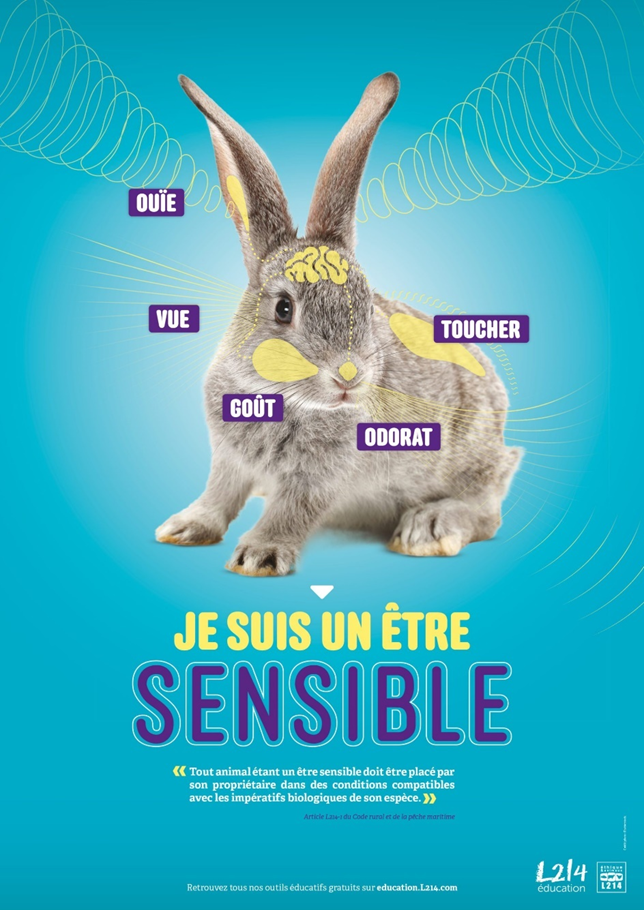 OUÏE
VUE
TOUCHER
GOÛT
ODORAT
JE SUIS UN ÊTRE
SENSIBLE
« Tout animal étant un être sensible doit être placé par
son propriétaire dans des conditions compatibles
avec les impératifs biologiques de son espèce. »
Article L214-1 du Code rural et de la pêche maritime
Retrouvez tous nos outils éducatifs gratuits sur education.L214.com
L214
éducation
L214